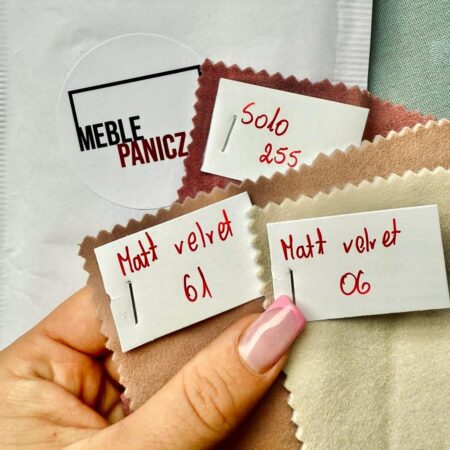 MEBLE
PANICZ
Solo
255
Matt velvet
61
Matt velvet
06